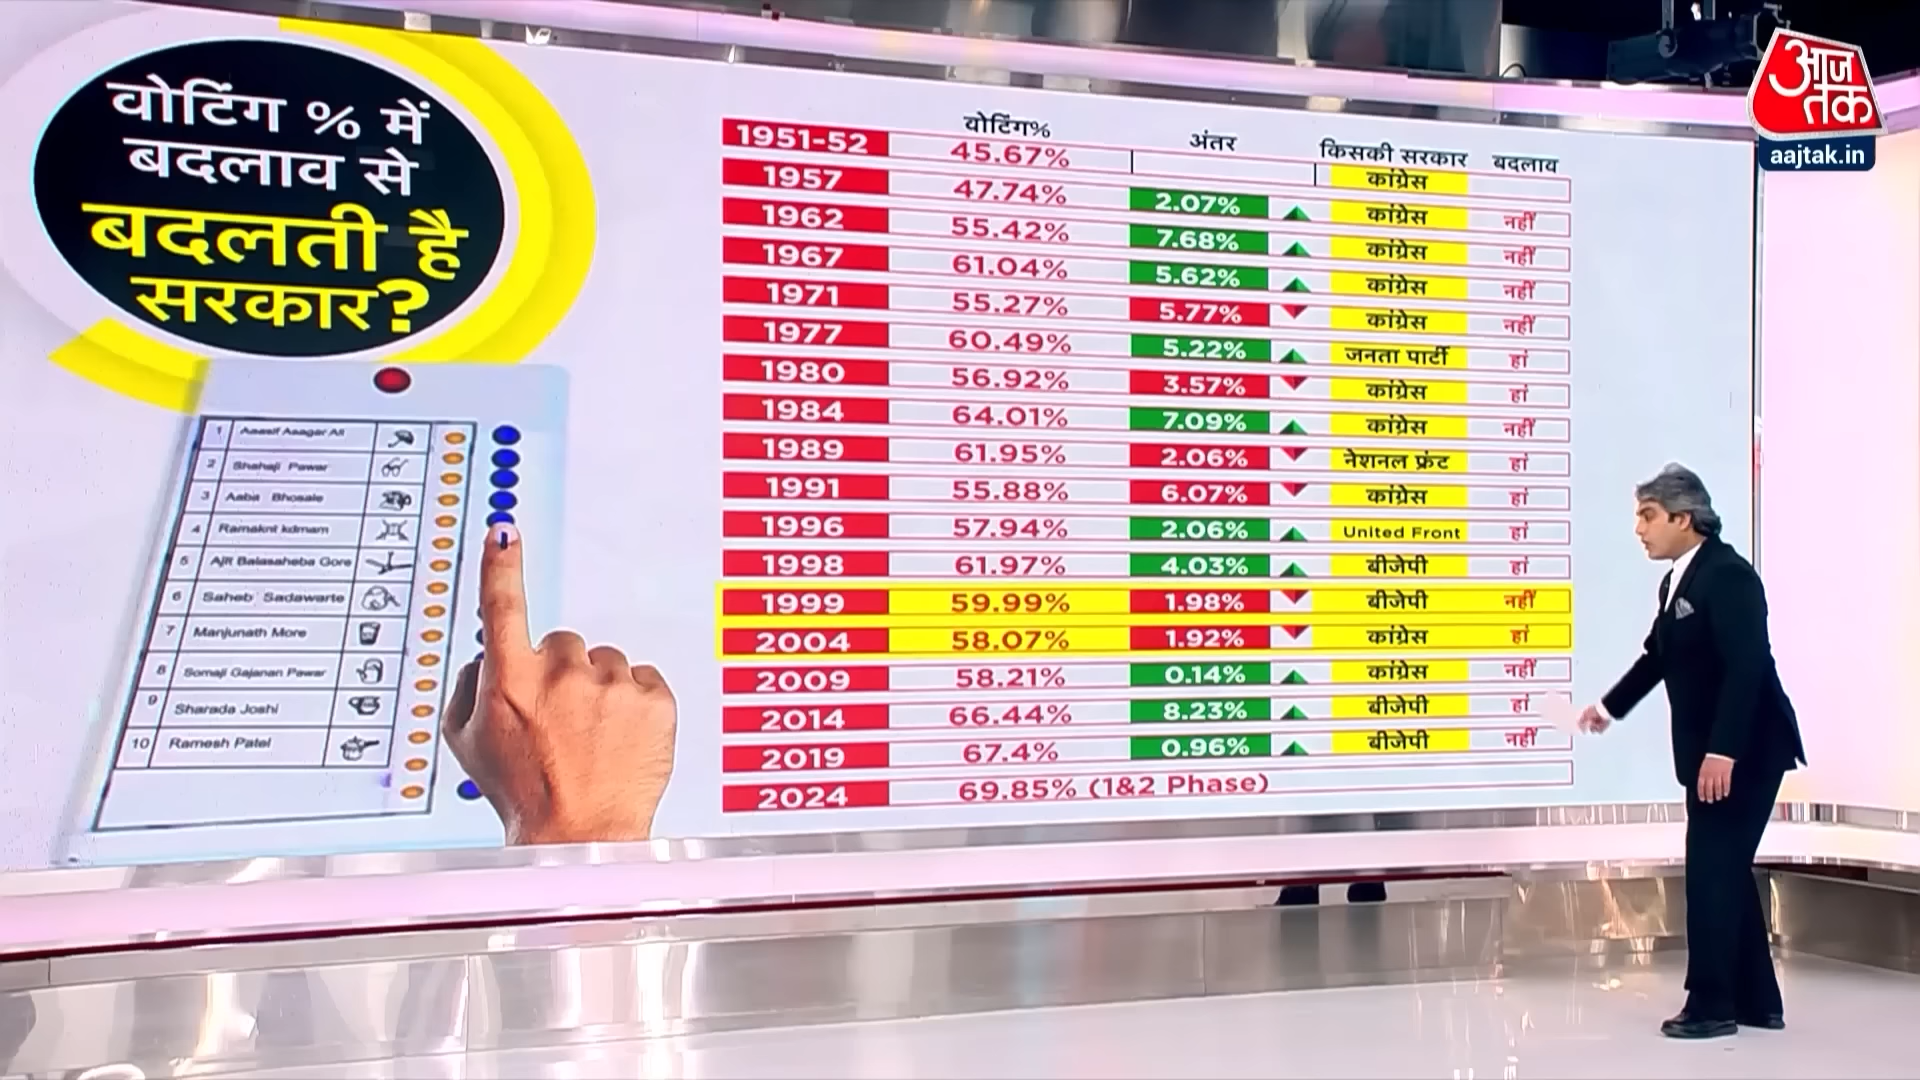 आज
तक
aajtak.in
वोटिंग % में
बदलाव से
बदलती है
सरकार?
वोटिंग% अंतर किसकी सरकार बदलाव
1951-52 45.67% कांग्रेस
1957 47.74% 2.07% कांग्रेस नहीं
1962 55.42% 7.68% कांग्रेस नहीं
1967 61.04% 5.62% कांग्रेस नहीं
1971 55.27% 5.77% कांग्रेस नहीं
1977 60.49% 5.22% जनता पार्टी हां
1980 56.92% 3.57% कांग्रेस हां
1984 64.01% 7.09% कांग्रेस नहीं
1989 61.95% 2.06% नेशनल फ्रंट हां
1991 55.88% 6.07% कांग्रेस हां
1996 57.94% 2.06% United Front हां
1998 61.97% 4.03% बीजेपी हां
1999 59.99% 1.98% बीजेपी नहीं
2004 58.07% 1.92% कांग्रेस हां
2009 58.21% 0.14% कांग्रेस नहीं
2014 66.44% 8.23% बीजेपी हां
2019 67.4% 0.96% बीजेपी नहीं
2024 69.85% (1&2 Phase)
1 Aaasif Aaagar Ali
2 Shahaji Pawar
3 Aaba Bhosale
4 Ramaknt kdmam
5 Ajit Balasaheba Gore
6 Saheb Sadawarte
7 Manjunath More
8 Somaji Gajanan Pawar
9 Sharada Joshi
10 Ramesh Patel